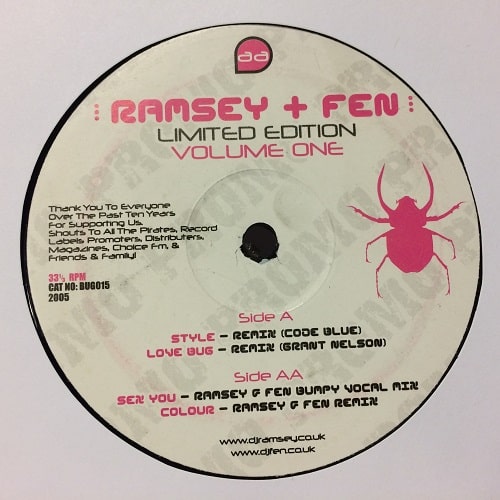 aa
RAMSEY + FEN
LIMITED EDITION
VOLUME ONE
Thank You To Everyone
Over The Past Ten Years
For Supporting Us.
Shouts To All The Pirates, Record
Labels Promoters, Distributers,
Magazines, Choice Fm, &
Friends & Family!
33⅓ RPM
CAT NO: BUG015
2005
Side A
STYLE – REMIX (CODE BLUE)
LOVE BUG – REMIX (GRANT NELSON)
Side AA
SEX YOU – RAMSEY & FEN BUMPY VOCAL MIX
COLOUR – RAMSEY & FEN REMIX
www.djramsey.co.uk
www.djfen.co.uk